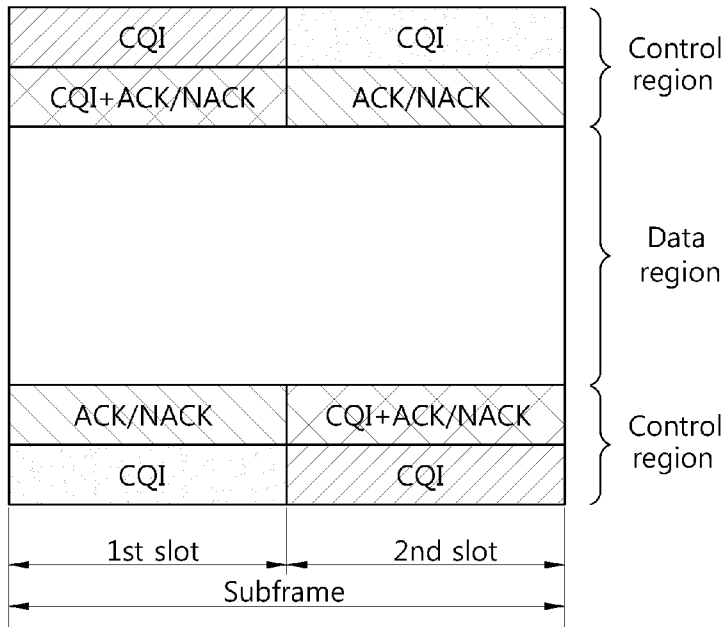 CQI
CQI
Control
region
CQI+ACK/NACK
ACK/NACK
Data
region
ACK/NACK
CQI+ACK/NACK
Control
region
CQI
CQI
1st slot
2nd slot
Subframe